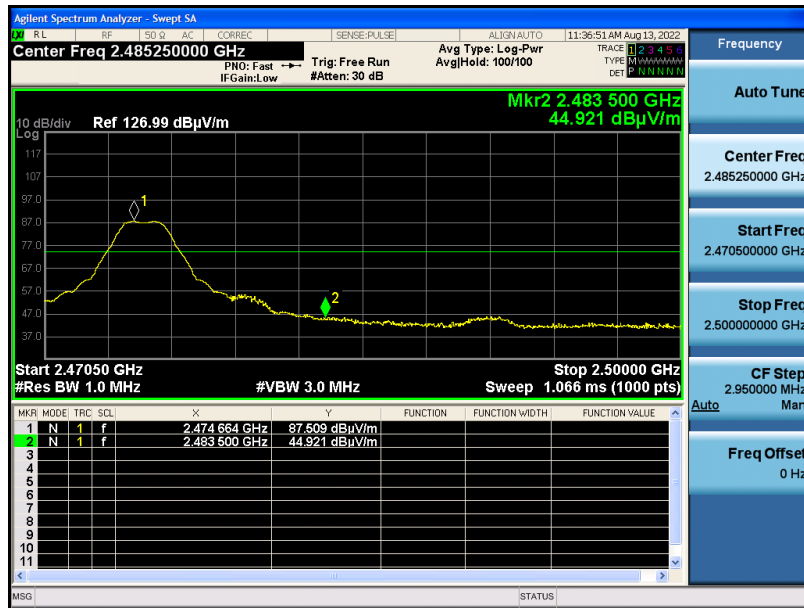 Agilent Spectrum Analyzer - Swept SA
LXI RL RF 50 Ω AC CORREC SENSE:PULSE ALIGN AUTO 11:36:51 AM Aug 13, 2022
Center Freq 2.485250000 GHz
PNO: Fast
IFGain:Low
Trig: Free Run
#Atten: 30 dB
Avg Type: Log-Pwr
Avg|Hold: 100/100
TRACE 1 2 3 4 5 6
TYPE MWWWWW
DET P N N N N N
Mkr2 2.483 500 GHz
44.921 dBµV/m
10 dB/div Ref 126.99 dBµV/m
Log
117
107
97.0
87.0
77.0
67.0
57.0
47.0
37.0
1
2
Start 2.47050 GHz Stop 2.50000 GHz
#Res BW 1.0 MHz #VBW 3.0 MHz Sweep 1.066 ms (1000 pts)
MKR MODE TRC SCL X Y FUNCTION FUNCTION WIDTH FUNCTION VALUE
1 N 1 f 2.474 664 GHz 87.509 dBµV/m
2 N 1 f 2.483 500 GHz 44.921 dBµV/m
3
4
5
6
7
8
9
10
11
MSG STATUS
Frequency
Auto Tune
Center Freq
2.485250000 GHz
Start Freq
2.470500000 GHz
Stop Freq
2.500000000 GHz
CF Step
2.950000 MHz
Auto Man
Freq Offset
0 Hz